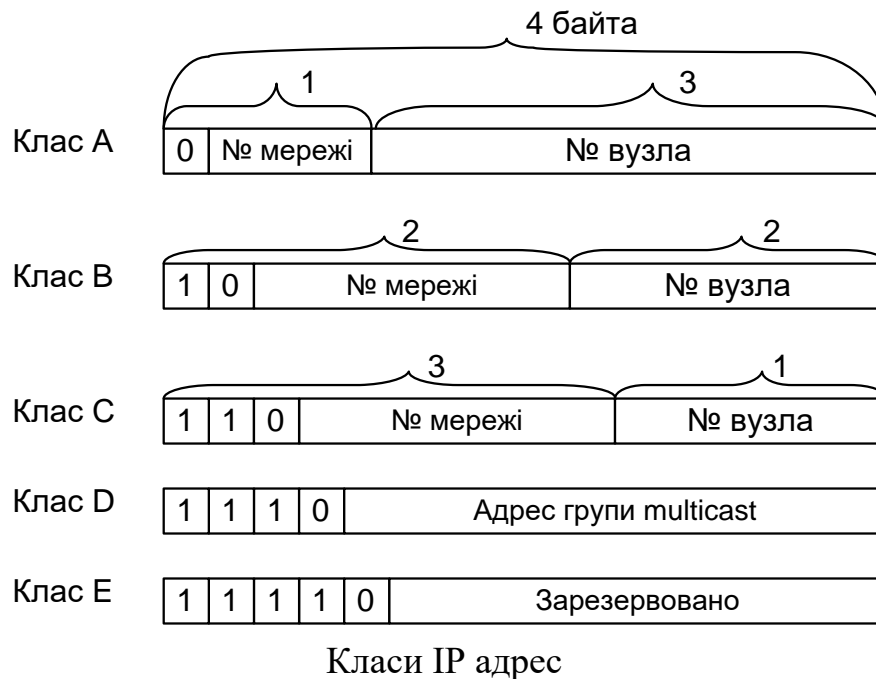 4 байта
1 3
Клас А 0 № мережі № вузла
2 2
Клас В 1 0 № мережі № вузла
3 1
Клас С 1 1 0 № мережі № вузла
Клас D 1 1 1 0 Адрес групи multicast
Клас Е 1 1 1 1 0 Зарезервовано
Класи IP адрес